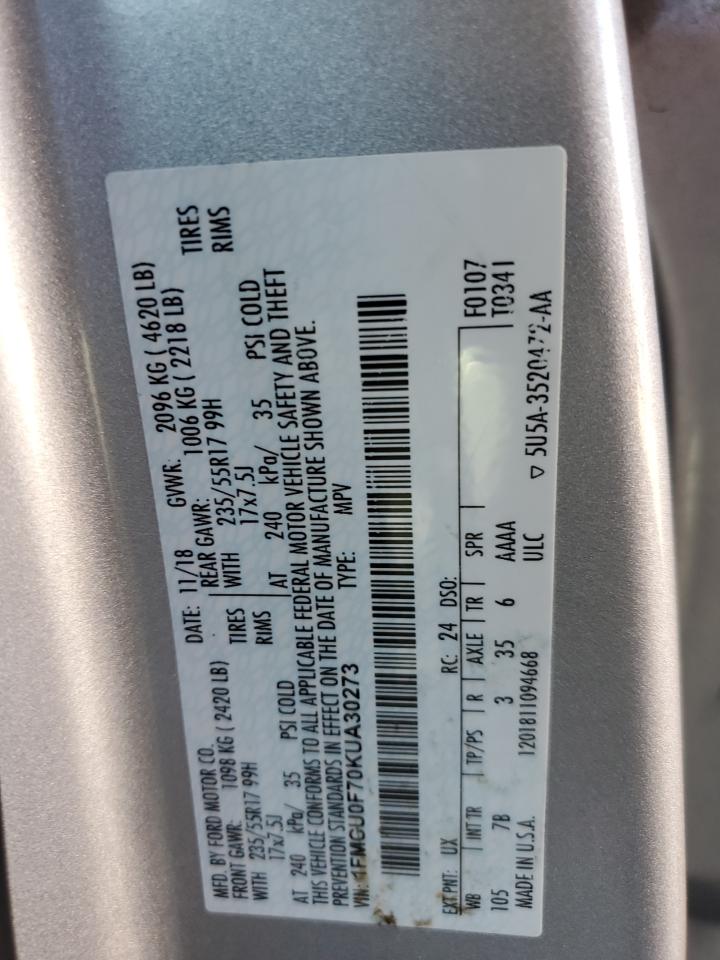 MFD. BY FORD MOTOR CO.
DATE: 11/18 GVWR: 2096 KG ( 4620 LB)
FRONT GAWR: 1098 KG ( 2420 LB) REAR GAWR: 1006 KG ( 2218 LB)
WITH 235/55R17 99H TIRES WITH 235/55R17 99H TIRES
17x7.5J RIMS 17x7.5J RIMS
AT 240 kPa/ 35 PSI COLD AT 240 kPa/ 35 PSI COLD
THIS VEHICLE CONFORMS TO ALL APPLICABLE FEDERAL MOTOR VEHICLE SAFETY AND THEFT
PREVENTION STANDARDS IN EFFECT ON THE DATE OF MANUFACTURE SHOWN ABOVE.
VIN: 1FMCU0F70KUA30273 TYPE: MPV
EXT PNT: UX RC: 24 DSO:
WB INT TR TP/PS R AXLE TR SPR F0107
T0341
105 7B 3 35 6 AAAA
MADE IN U.S.A. 1201811094668 ULC ▽ 5U5A-3520472-AA